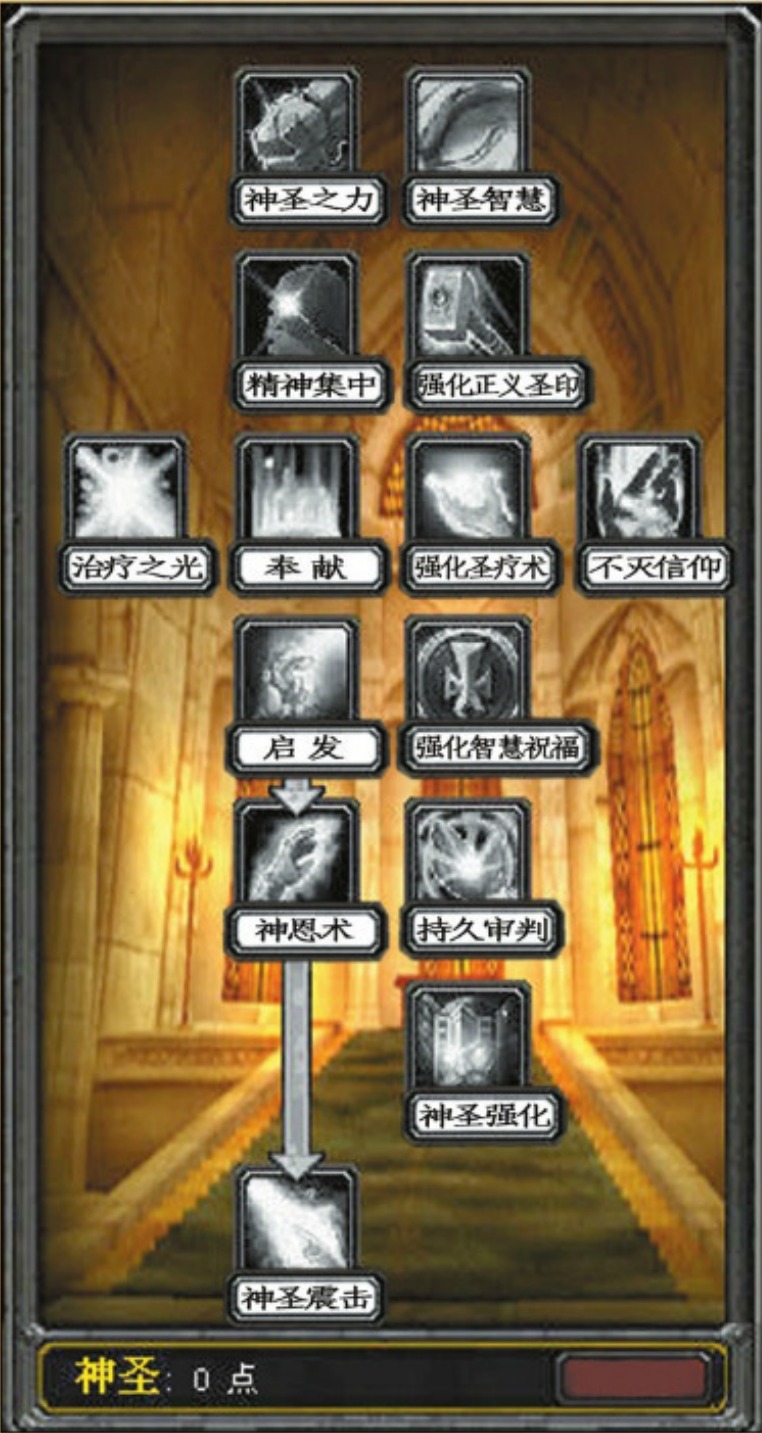 神圣之力
神圣智慧
精神集中
强化正义圣印
治疗之光
奉献
强化圣疗术
不灭信仰
启发
强化智慧祝福
神恩术
持久审判
神圣强化
神圣震击
神圣: 0 点